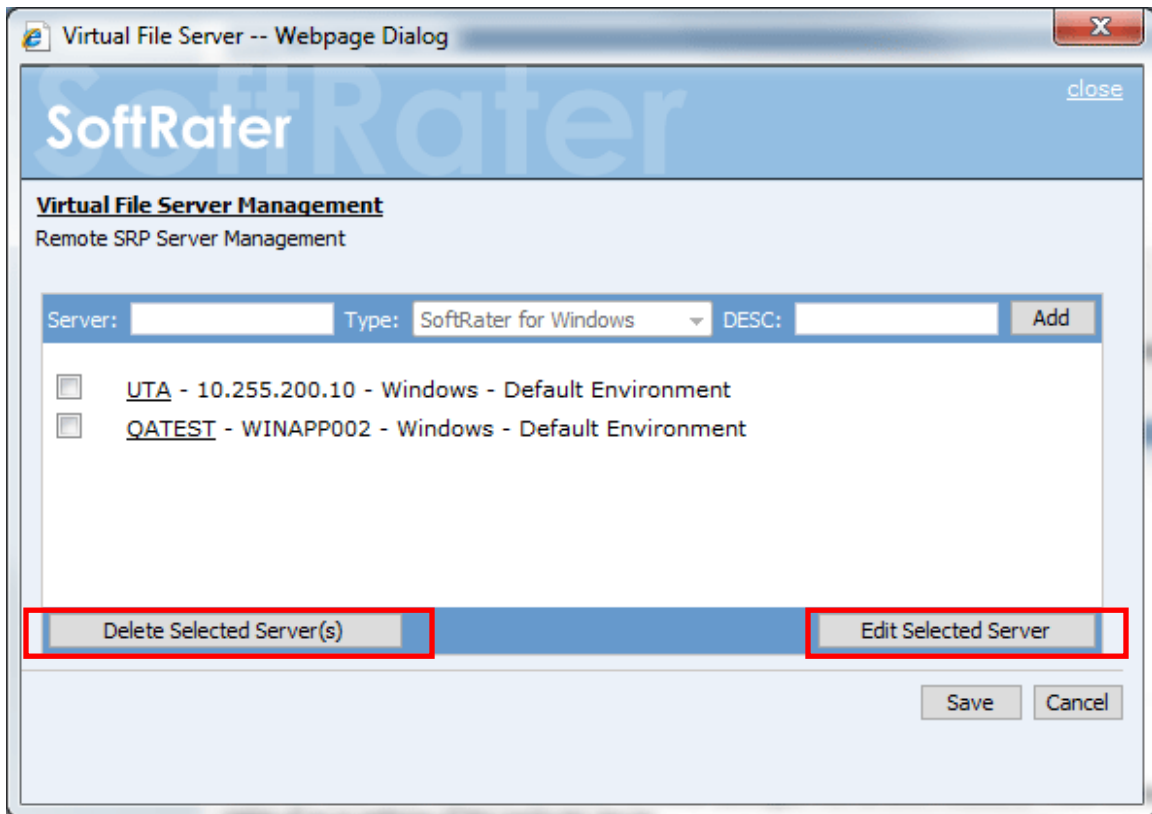 Virtual File Server -- Webpage Dialog
close
SoftRater
SoftRater
Virtual File Server Management
Remote SRP Server Management
Server: Type: SoftRater for Windows DESC: Add
UTA - 10.255.200.10 - Windows - Default Environment
QATEST - WINAPP002 - Windows - Default Environment
Delete Selected Server(s) Edit Selected Server
Save Cancel